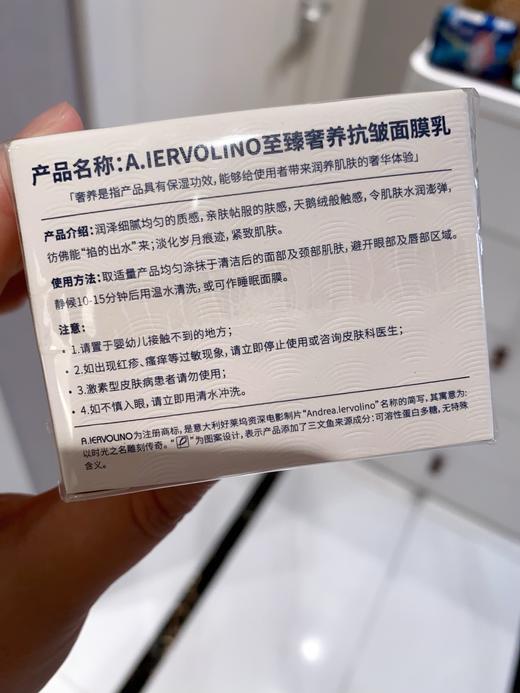 产品名称:A.IERVOLINO至臻奢养抗皱面膜乳
「奢养是指产品具有保湿功效，能够给使用者带来润养肌肤的奢华体验」
产品介绍:润泽细腻均匀的质感，亲肤帖服的肤感，天鹅绒般触感，令肌肤水润澎弹，
彷佛能“掐的出水”来；淡化岁月痕迹，紧致肌肤。
使用方法:取适量产品均匀涂抹于清洁后的面部及颈部肌肤，避开眼部及唇部区域。
静候10-15分钟后用温水清洗，或可作睡眠面膜。
注意:
• 1.请置于婴幼儿接触不到的地方；
• 2.如出现红疹、瘙痒等过敏现象，请立即停止使用或咨询皮肤科医生；
• 3.激素型皮肤病患者请勿使用；
• 4.如不慎入眼，请立即用清水冲洗。
A.IERVOLINO为注册商标，是意大利好莱坞资深电影制片“Andrea.Iervolino”名称的简写，其寓意为:
以时光之名雕刻传奇。“ ”为图案设计，表示产品添加了三文鱼来源成分:可溶性蛋白多糖，无特殊
含义。